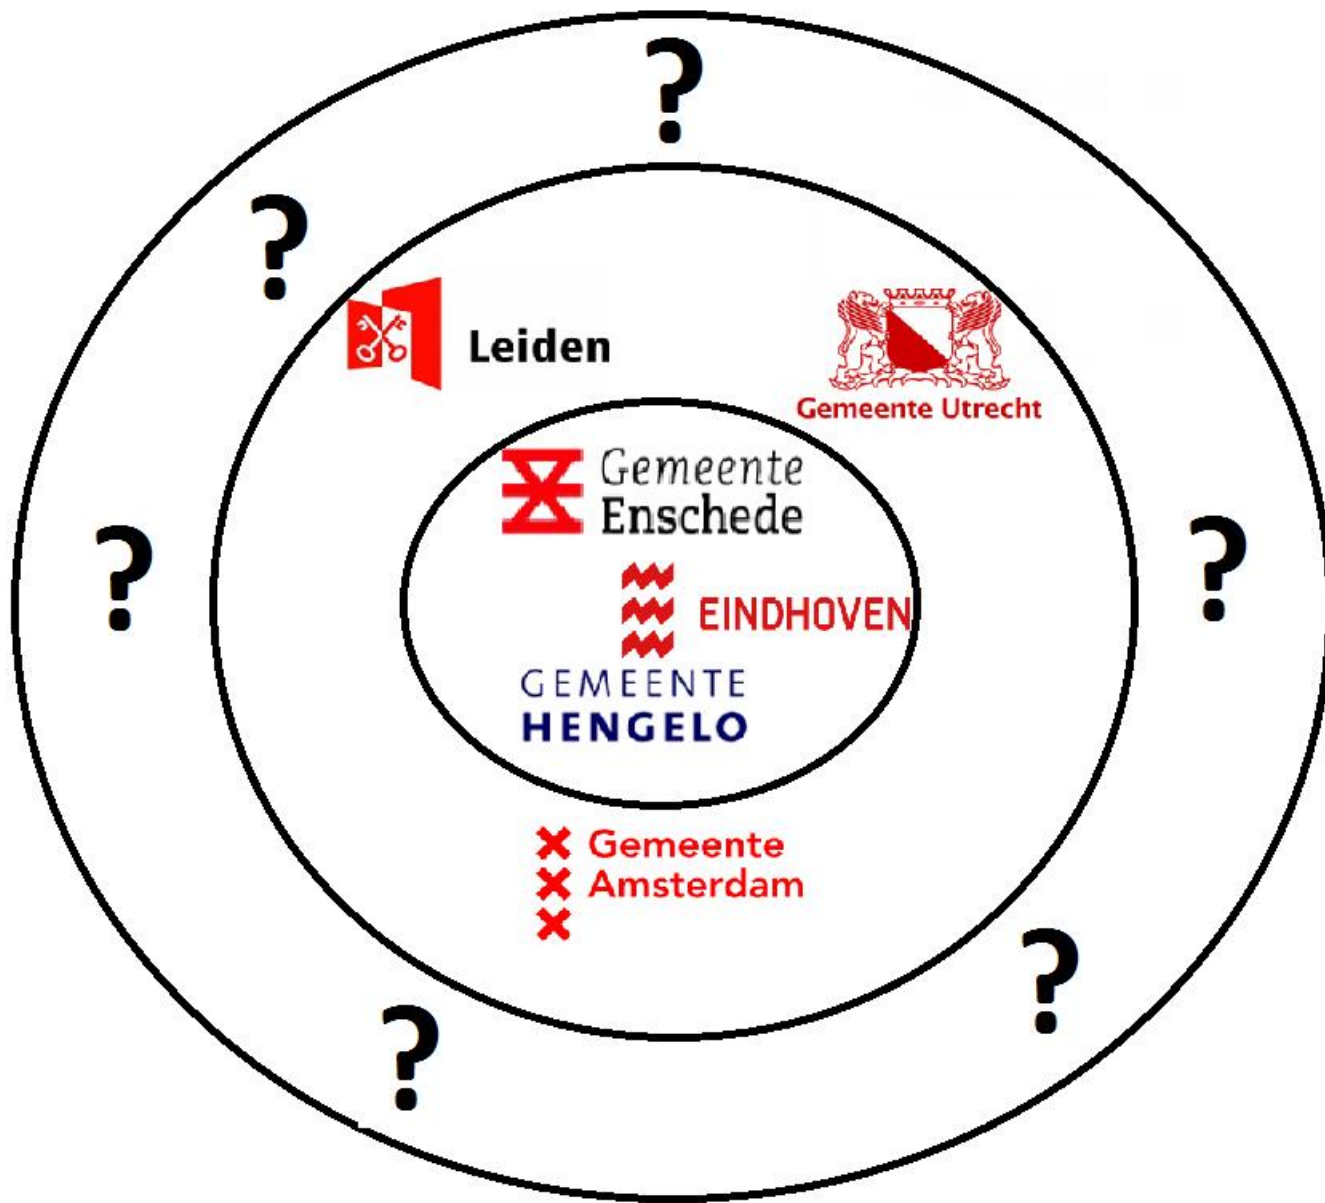 ?
?
Leiden
Gemeente Utrecht
Gemeente
Enschede
?
?
EINDHOVEN
GEMEENTE
HENGELO
Gemeente
Amsterdam
?
?